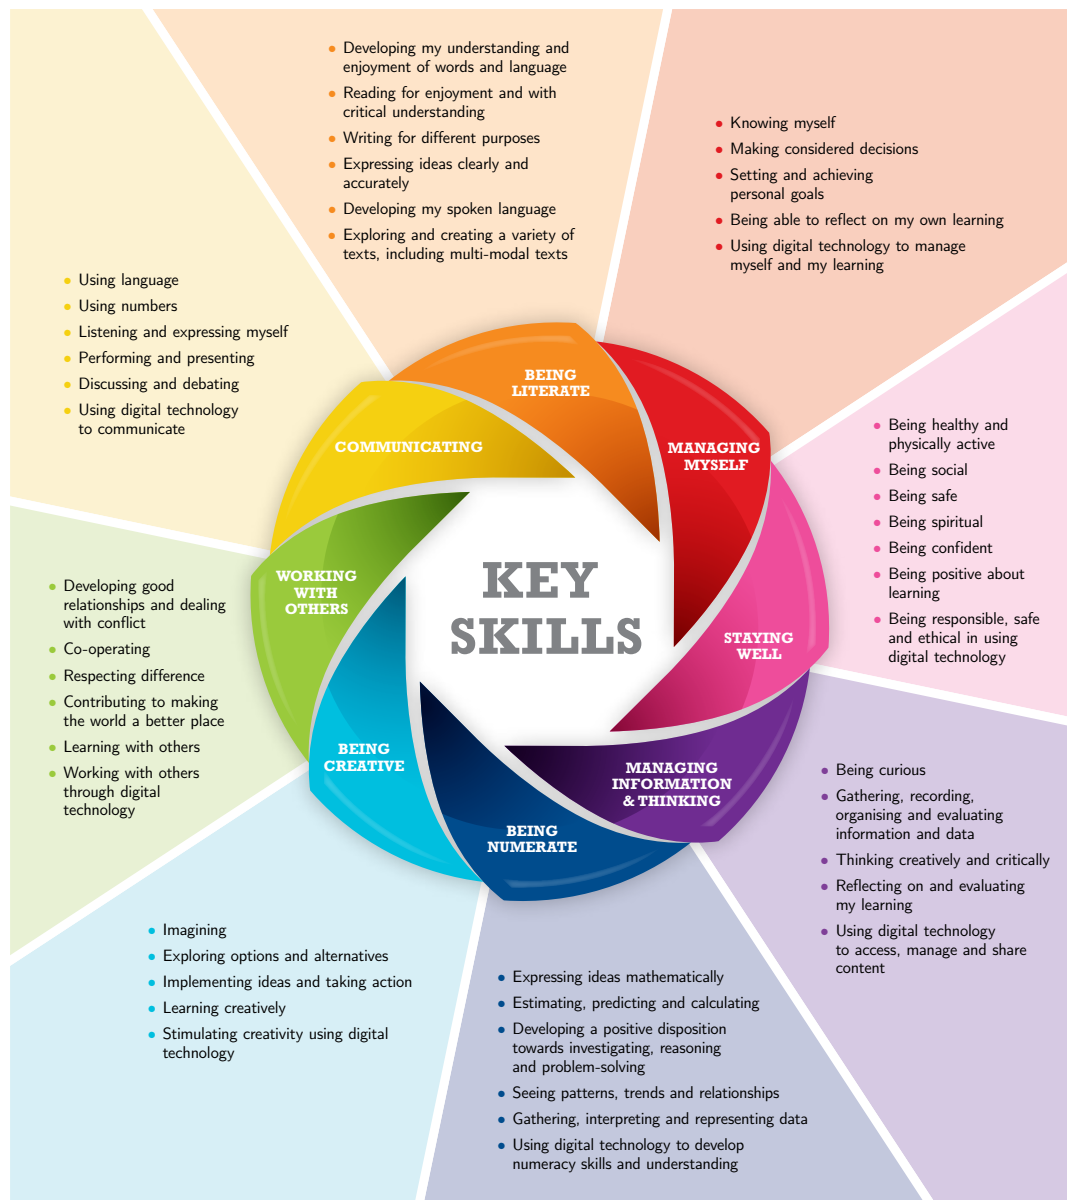 • Developing my understanding and
enjoyment of words and language
• Reading for enjoyment and with
critical understanding
• Writing for different purposes
• Expressing ideas clearly and
accurately
• Developing my spoken language
• Exploring and creating a variety of
texts, including multi-modal texts
• Knowing myself
• Making considered decisions
• Setting and achieving
personal goals
• Being able to reflect on my own learning
• Using digital technology to manage
myself and my learning
• Using language
• Using numbers
• Listening and expressing myself
• Performing and presenting
• Discussing and debating
• Using digital technology
to communicate
• Being healthy and
physically active
• Being social
• Being safe
• Being spiritual
• Being confident
• Being positive about
learning
• Being responsible, safe
and ethical in using
digital technology
BEING
LITERATE
COMMUNICATING
MANAGING
MYSELF
WORKING
WITH
OTHERS
KEY
SKILLS
STAYING
WELL
BEING
CREATIVE
MANAGING
INFORMATION
& THINKING
BEING
NUMERATE
• Developing good
relationships and dealing
with conflict
• Co-operating
• Respecting difference
• Contributing to making
the world a better place
• Learning with others
• Working with others
through digital
technology
• Being curious
• Gathering, recording,
organising and evaluating
information and data
• Thinking creatively and critically
• Reflecting on and evaluating
my learning
• Using digital technology
to access, manage and share
content
• Imagining
• Exploring options and alternatives
• Implementing ideas and taking action
• Learning creatively
• Stimulating creativity using digital
technology
• Expressing ideas mathematically
• Estimating, predicting and calculating
• Developing a positive disposition
towards investigating, reasoning
and problem-solving
• Seeing patterns, trends and relationships
• Gathering, interpreting and representing data
• Using digital technology to develop
numeracy skills and understanding